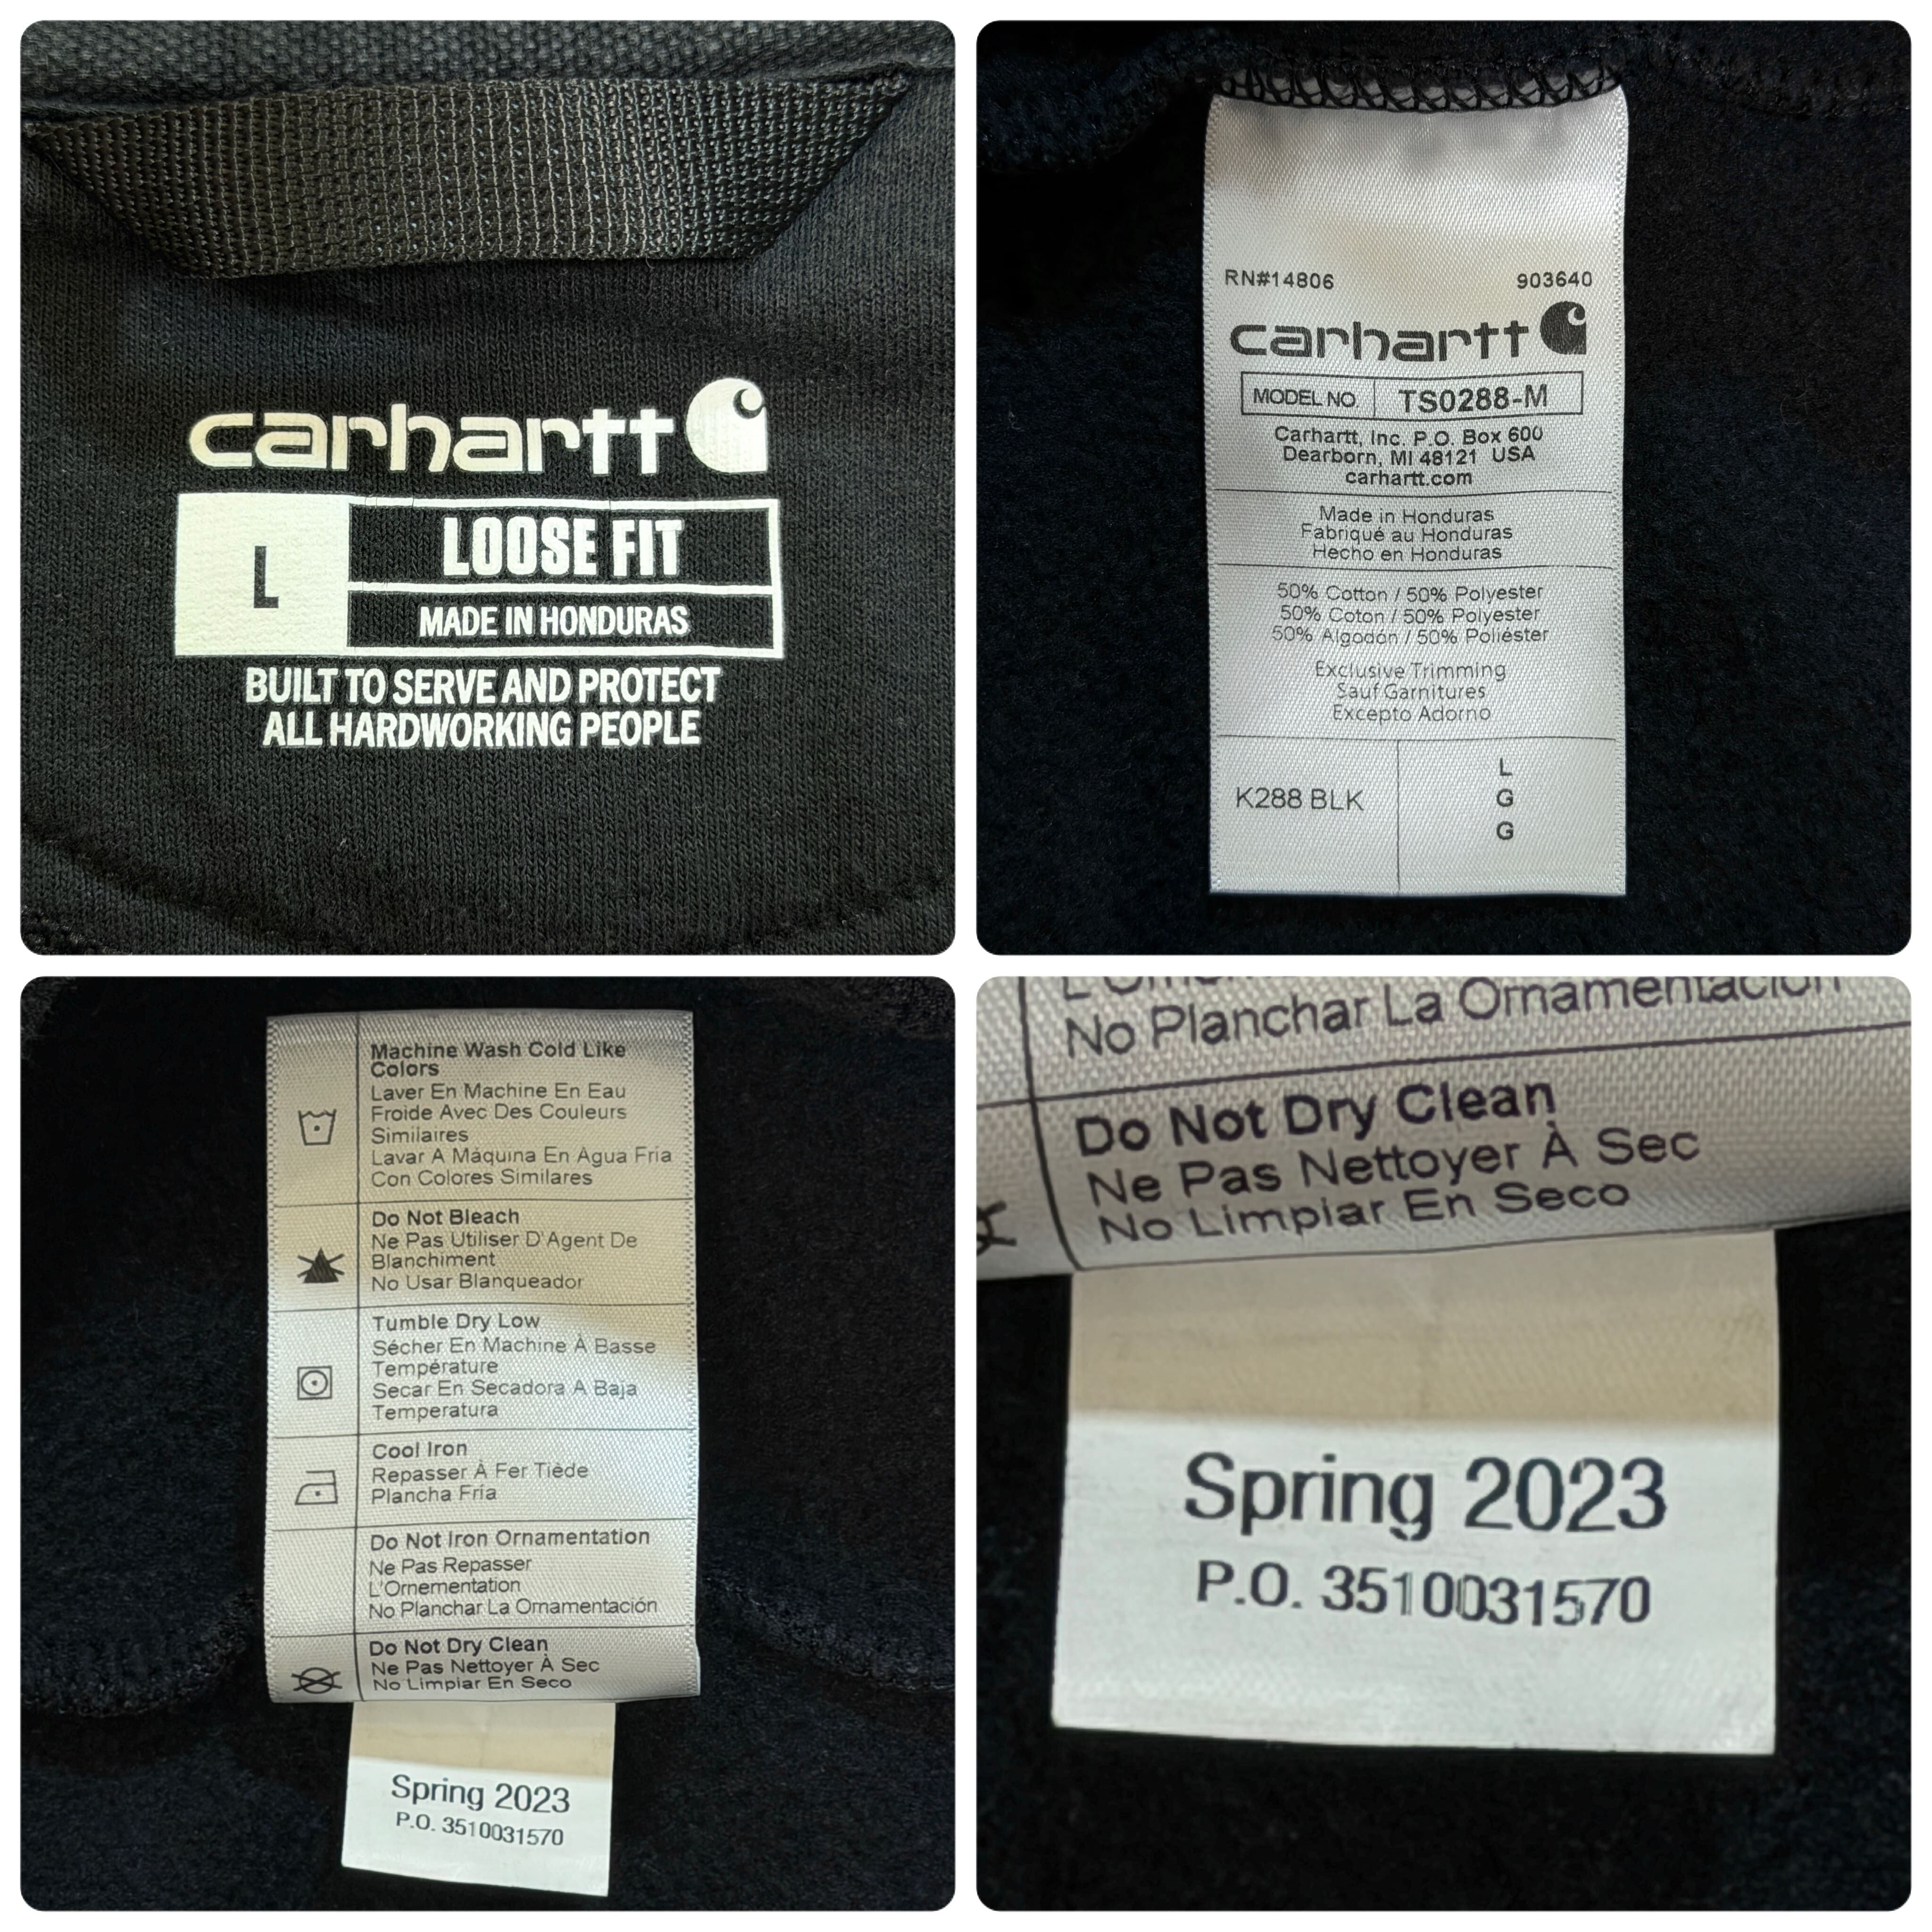 carhartt
L
LOOSE FIT
MADE IN HONDURAS
BUILT TO SERVE AND PROTECT
ALL HARDWORKING PEOPLE
RN#14806 903640
carhartt
MODEL NO. TS0288-M
Carhartt, Inc. P.O. Box 600
Dearborn, MI 48121 USA
carhartt.com
Made in Honduras
Fabriqué au Honduras
Hecho en Honduras
50% Cotton / 50% Polyester
50% Coton / 50% Polyester
50% Algodón / 50% Poliéster
Exclusive Trimming
Sauf Garnitures
Excepto Adorno
K288 BLK
L
G
G
Machine Wash Cold Like
Colors
Laver En Machine En Eau
Froide Avec Des Couleurs
Similaires
Lavar A Máquina En Agua Fria
Con Colores Similares
Do Not Bleach
Ne Pas Utiliser D'Agent De
Blanchiment
No Usar Blanqueador
Tumble Dry Low
Sécher En Machine À Basse
Température
Secar En Secadora A Baja
Temperatura
Cool Iron
Repasser À Fer Tiède
Plancha Fria
Do Not Iron Ornamentation
Ne Pas Repasser
L'Ornementation
No Planchar La Ornamentación
Do Not Dry Clean
Ne Pas Nettoyer À Sec
No Limpiar En Seco
Spring 2023
P.O. 3510031570
No Planchar La Ornamentación
Do Not Dry Clean
Ne Pas Nettoyer À Sec
No Limpiar En Seco
Spring 2023
P.O. 3510031570